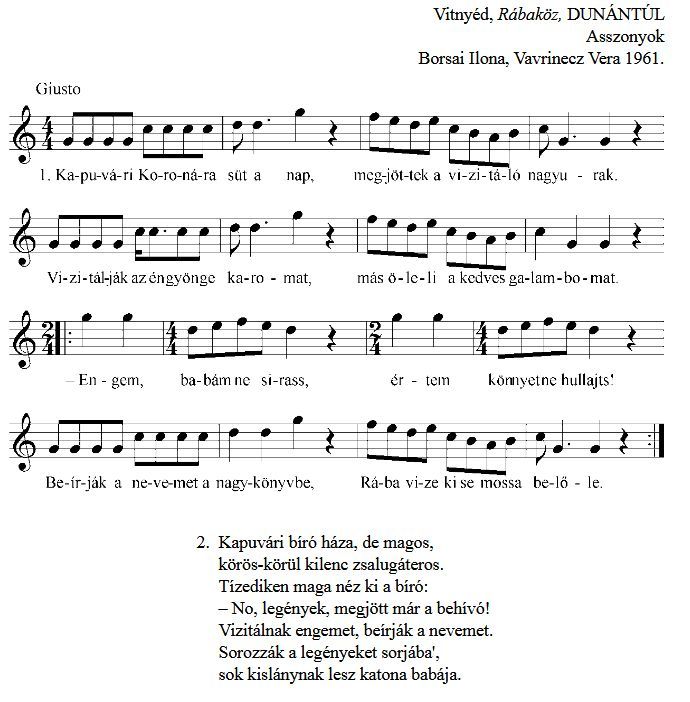 Vitnyéd, Rábaköz, DUNÁNTÚL
Asszonyok
Borsai Ilona, Vavrinecz Vera 1961.
Giusto
1. Ka-pu-vá-ri Ko-ro-ná-ra süt a nap, meg-jöt-tek a vi-zi-tá-ló nagyu-rak.
Vi-zi-tál-ják az én gyönge ka-ro-mat, más ö-le-li a kedves ga-lam-bo-mat.
– En-gem, ba-bám ne si-rass, ér-tem könnyet ne hullajts!
Be-ír-ják a ne-ve-met a nagy-könyvbe, Rá-ba vi-ze ki se mossa be-lő-le.
2. Kapuvári bíró háza, de magos,
körös-körül kilenc zsalugáteros.
Tízediken maga néz ki a bíró:
– No, legények, megjött már a behívó!
Vizitálnak engemet, beírják a nevemet.
Sorozzák a legényeket sorjába',
sok kislánynak lesz katona babája.